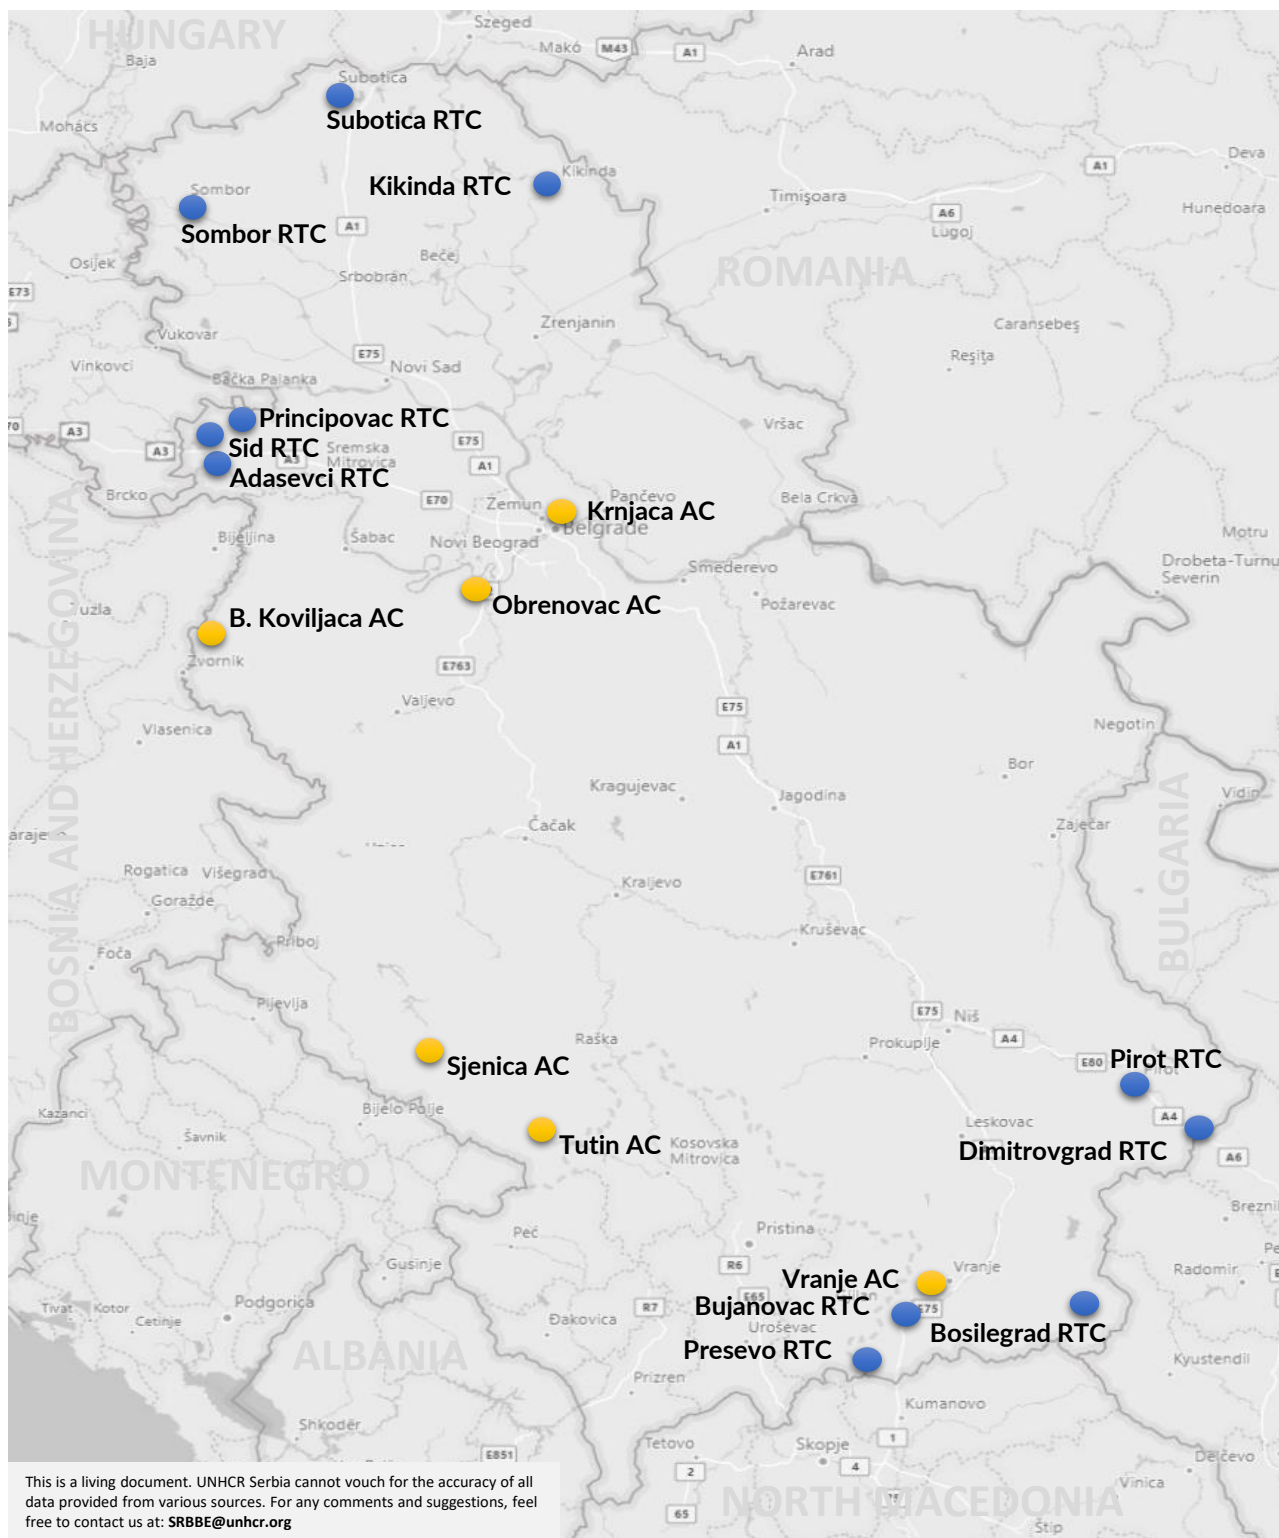 HUNGARY
Szeged
Baja
Makó
M43
A1
Arad
Subotica
Subotica RTC
Mohács
Deva
A1
Kikinda
Kikinda RTC
Sombor
Timişoara
A6
Hunedoara
Sombor RTC
A1
Lugoj
Bečej
Osijek
ROMANIA
Srbobran
E73
Zrenjanin
Caransebeş
Vukovar
E75
Reşiţa
Vinkovci
Novi Sad
Bačka Palanka
Principovac RTC
Vršac
A3
E75
Sid RTC
Sremska
Mitrovica
A3
A3
A1
Adasevci RTC
Brcko
E70
Zemun
Pančevo
Bela Crkva
Krnjaca AC
Belgrade
Bijeljina
Šabac
Novi Beograd
Motru
Smederevo
Drobeta-Turnu
Severin
Obrenovac AC
Požarevac
B. Koviljaca AC
Zvornik
E763
Valjevo
E75
Vlasenica
Negotin
A1
Bor
Kragujevac
Jagodina
Vidin
Čačak
Zaječar
BOSNIA AND HERZEGOVINA
BULGARIA
Rogatica
Višegrad
E761
Kraljevo
Goražde
Kruševac
Priboj
Foča
Pljevlja
E75
Niš
Raška
Prokuplje
A4
E80
Pirot RTC
Sjenica AC
Bijelo Polje
Kazanci
A4
Leskovac
Šavnik
Tutin AC
Kosovska
Mitrovica
Dimitrovgrad RTC
A6
MONTENEGRO
Peć
Pristina
Gusinje
R6
Vranje
Radomir
Vranje AC
E65
Bujanovac RTC
E75
Tivat
Kotor
Podgorica
R7
Cetinje
Đakovica
Uroševac
Bosilegrad RTC
ALBANIA
Presevo RTC
Kyustendil
Prizren
Kumanovo
Shkodër
1
Tetovo
Skopje
E851
Delčevo
2
4
Vinica
65
NORTH MACEDONIA
Štip
This is a living document. UNHCR Serbia cannot vouch for the accuracy of all
data provided from various sources. For any comments and suggestions, feel
free to contact us at: SRBBE@unhcr.org